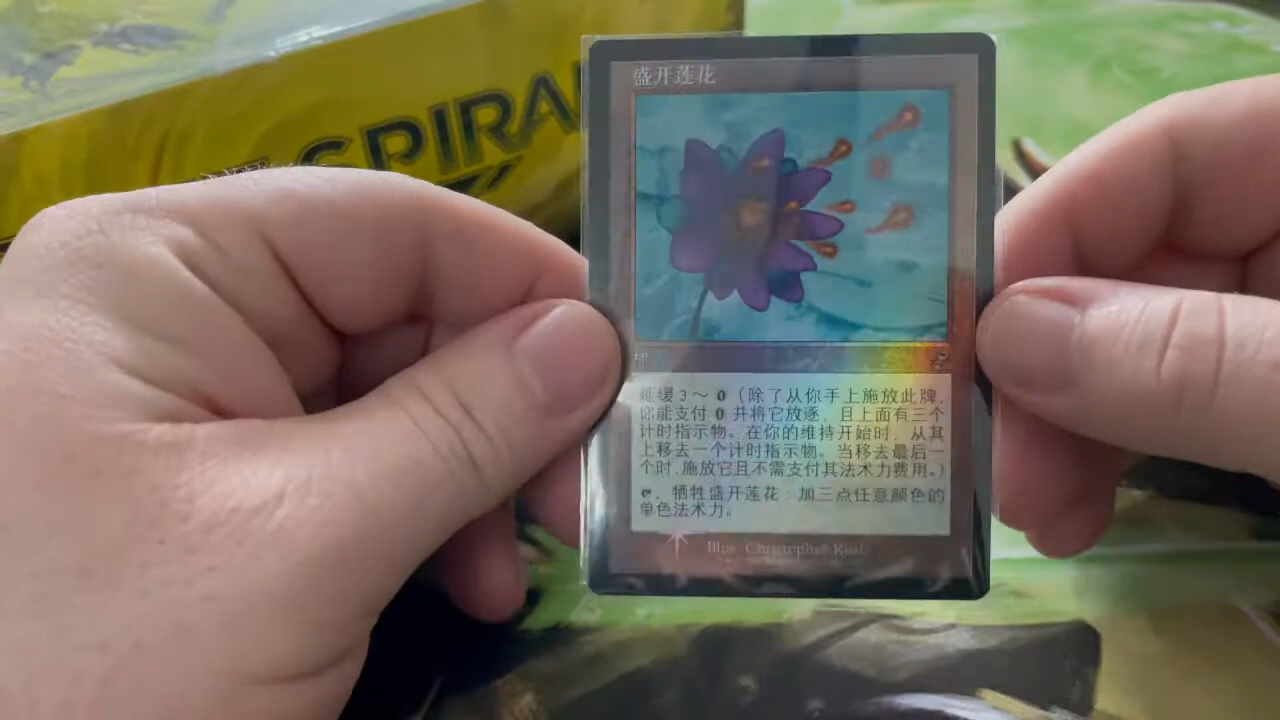 SPIRAL
盛开莲花
延缓 3～0（除了从你手上施放此牌，
你能支付 0 并将它放逐，且上面有三个
计时指示物。在你的维持开始时，从其
上移去一个计时指示物。当移去最后一
个时，施放它且不需支付其法术力费用。）
，牺牲盛开莲花：加三点任意颜色的
单色法术力。
Illus. Christopher Rush